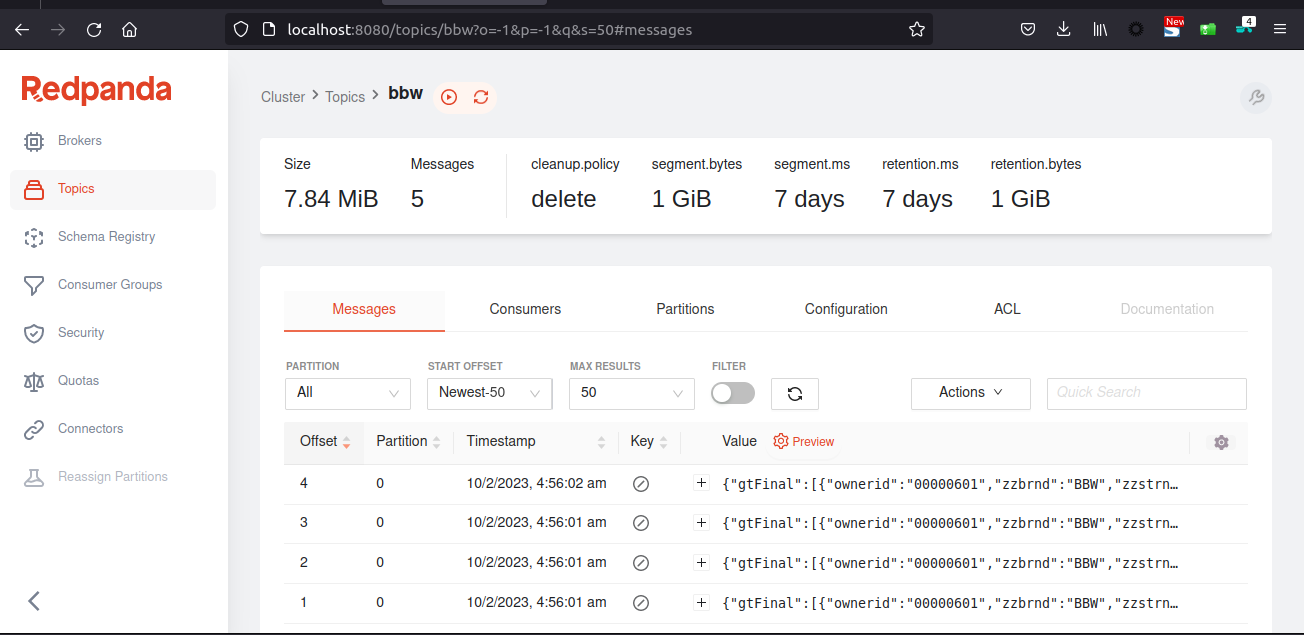 localhost:8080/topics/bbw?o=-1&p=-1&q&s=50#messages
New
4
Redpanda
Cluster > Topics > bbw
Brokers
Topics
Schema Registry
Consumer Groups
Security
Quotas
Connectors
Reassign Partitions
Size Messages cleanup.policy segment.bytes segment.ms retention.ms retention.bytes
7.84 MiB 5 delete 1 GiB 7 days 7 days 1 GiB
Messages Consumers Partitions Configuration ACL Documentation
PARTITION START OFFSET MAX RESULTS FILTER
All Newest-50 50 Actions Quick Search
Offset Partition Timestamp Key Value Preview
4 0 10/2/2023, 4:56:02 am + {"gtFinal":[{"ownerid":"00000601","zzbrnd":"BBW","zzstrn…
3 0 10/2/2023, 4:56:01 am + {"gtFinal":[{"ownerid":"00000601","zzbrnd":"BBW","zzstrn…
2 0 10/2/2023, 4:56:01 am + {"gtFinal":[{"ownerid":"00000601","zzbrnd":"BBW","zzstrn…
1 0 10/2/2023, 4:56:01 am + {"gtFinal":[{"ownerid":"00000601","zzbrnd":"BBW","zzstrn…